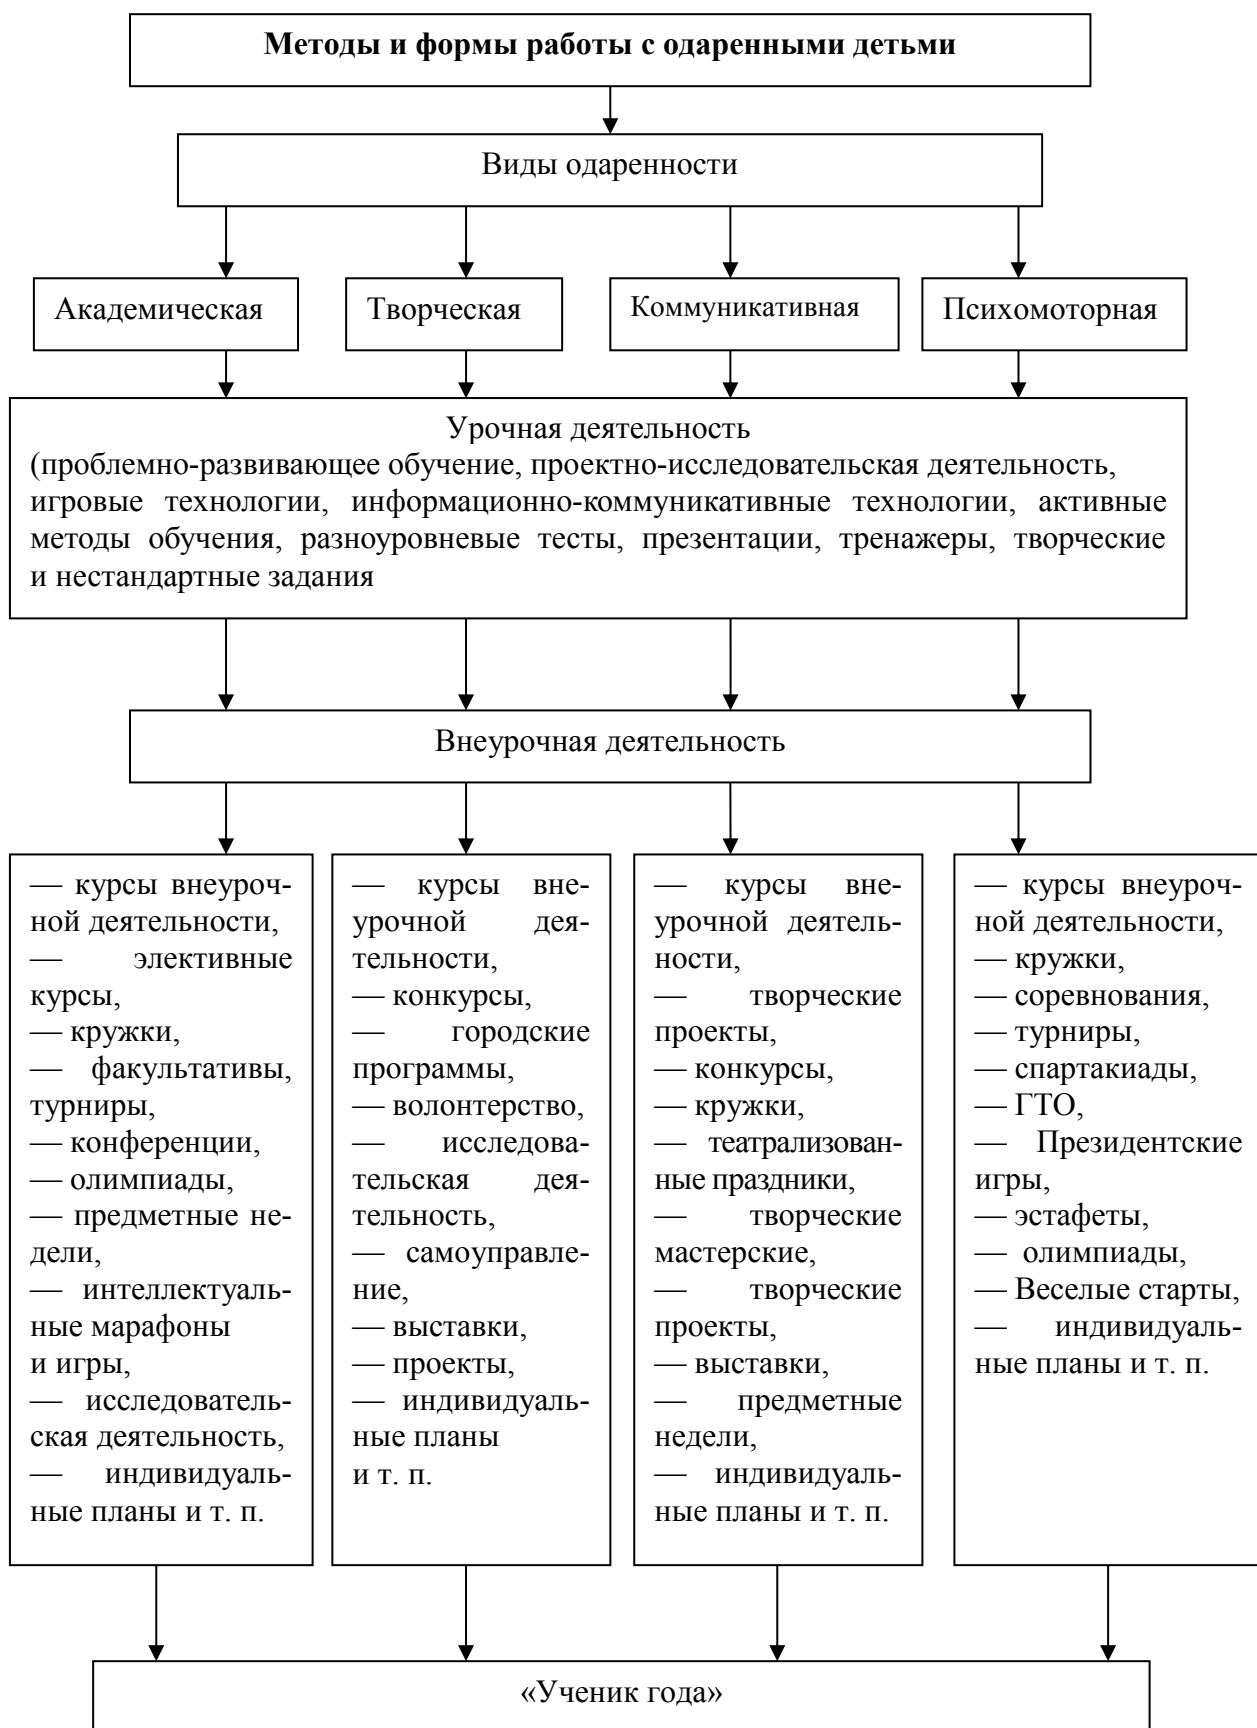 Методы и формы работы с одаренными детьми
Виды одаренности
Академическая
Творческая
Коммуникативная
Психомоторная
Урочная деятельность
(проблемно-развивающее обучение, проектно-исследовательская деятельность,
игровые технологии, информационно-коммуникативные технологии, активные
методы обучения, разноуровневые тесты, презентации, тренажеры, творческие
и нестандартные задания
Внеурочная деятельность
— курсы внеуроч-
ной деятельности,
— элективные
курсы,
— кружки,
— факультативы,
турниры,
— конференции,
— олимпиады,
— предметные не-
дели,
— интеллектуаль-
ные марафоны
и игры,
— исследователь-
ская деятельность,
— индивидуаль-
ные планы и т. п.
— курсы вне-
урочной дея-
тельности,
— конкурсы,
— городские
программы,
— волонтерство,
— исследова-
тельская дея-
тельность,
— самоуправле-
ние,
— выставки,
— проекты,
— индивидуаль-
ные планы
и т. п.
— курсы вне-
урочной деятель-
ности,
— творческие
проекты,
— конкурсы,
— кружки,
— театрализован-
ные праздники,
— творческие
мастерские,
— творческие
проекты,
— выставки,
— предметные
недели,
— индивидуаль-
ные планы и т. п.
— курсы внеуроч-
ной деятельности,
— кружки,
— соревнования,
— турниры,
— спартакиады,
— ГТО,
— Президентские
игры,
— эстафеты,
— олимпиады,
— Веселые старты,
— индивидуаль-
ные планы и т. п.
«Ученик года»